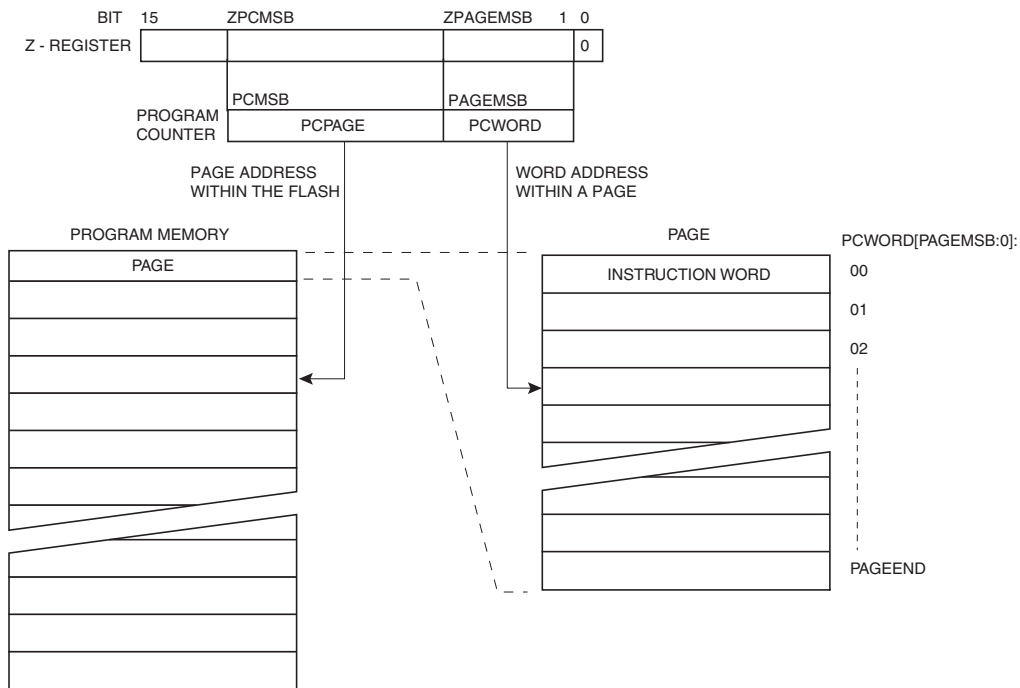 BIT 15 ZPCMSB ZPAGEMSB 1 0
Z - REGISTER 0
PCMSB PAGEMSB
PROGRAM
COUNTER
PCPAGE PCWORD
PAGE ADDRESS
WITHIN THE FLASH
WORD ADDRESS
WITHIN A PAGE
PROGRAM MEMORY
PAGE
PAGE
INSTRUCTION WORD
PCWORD[PAGEMSB:0]:
00
01
02
PAGEEND